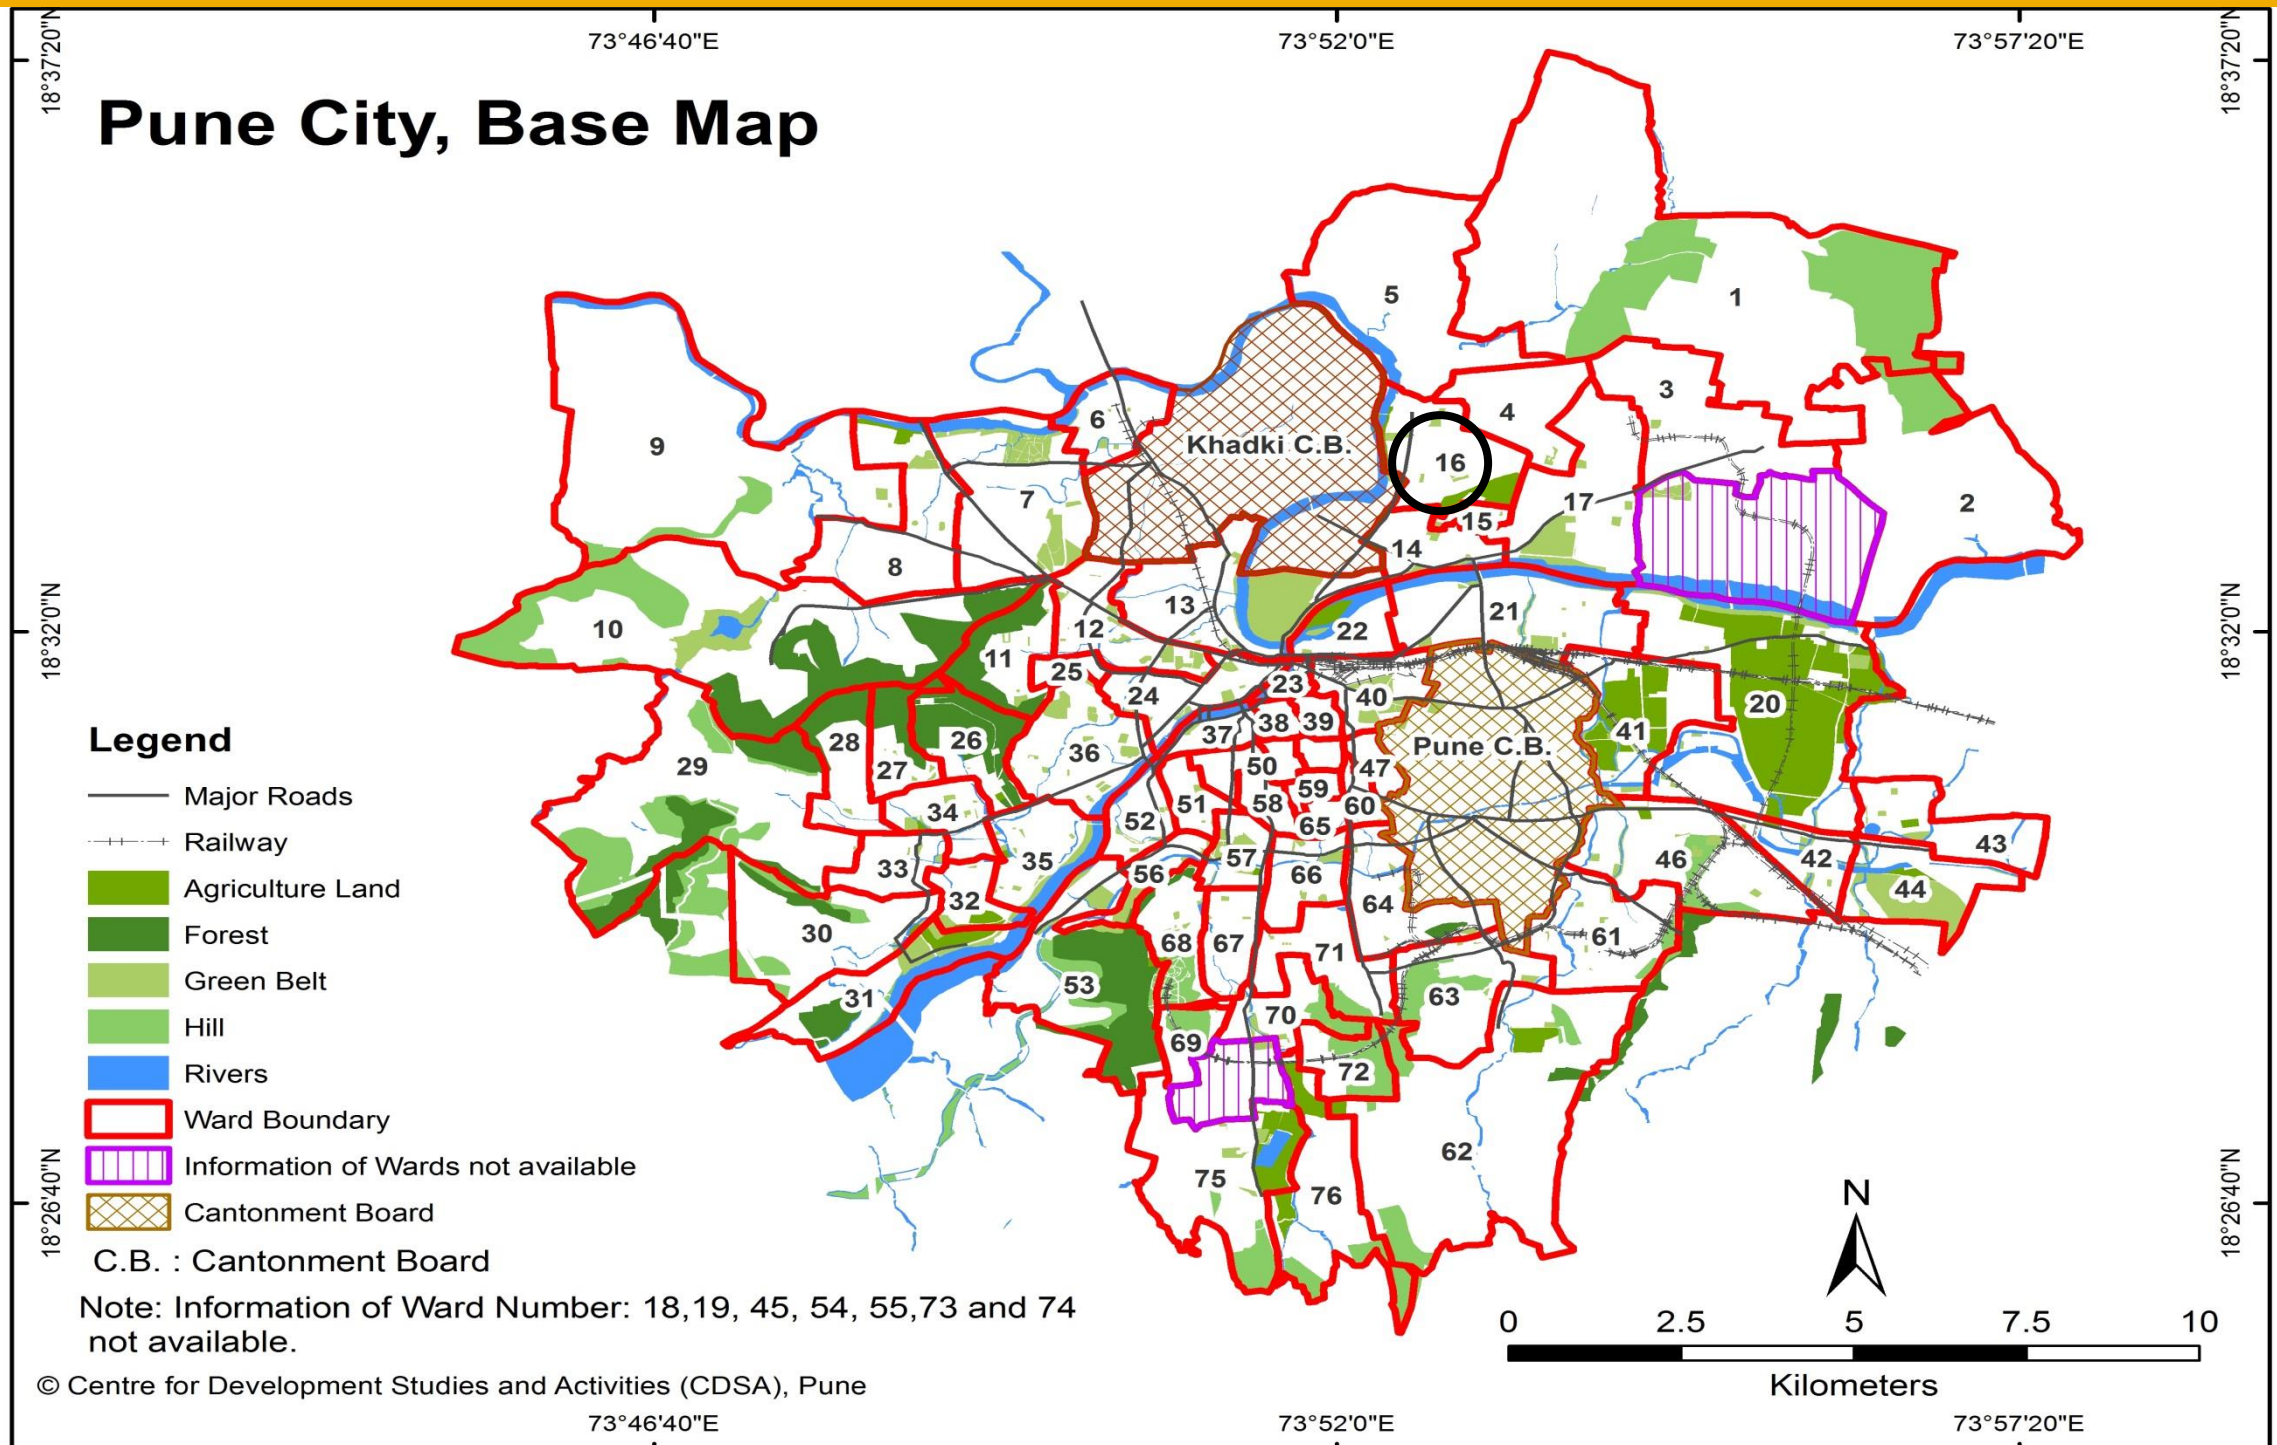 73°46'40"E
73°52'0"E
73°57'20"E
18°37'20"N
18°37'20"N
Pune City, Base Map
1
5
3
4
6
9
Khadki C.B.
16
7
17
2
15
14
8
13
21
10
12
22
11
25
23
24
40
20
38
39
37
41
28
26
36
Pune C.B.
29
27
50
47
59
51
58
60
34
52
65
43
35
57
46
42
33
56
66
44
32
64
30
68
67
61
71
53
31
63
70
69
72
62
75
76
18°32'0"N
18°32'0"N
Legend
Major Roads
Railway
Agriculture Land
Forest
Green Belt
Hill
Rivers
Ward Boundary
Information of Wards not available
Cantonment Board
C.B. : Cantonment Board
Note: Information of Ward Number: 18,19, 45, 54, 55,73 and 74
not available.
© Centre for Development Studies and Activities (CDSA), Pune
18°26'40"N
18°26'40"N
N
0 2.5 5 7.5 10
Kilometers
73°46'40"E
73°52'0"E
73°57'20"E